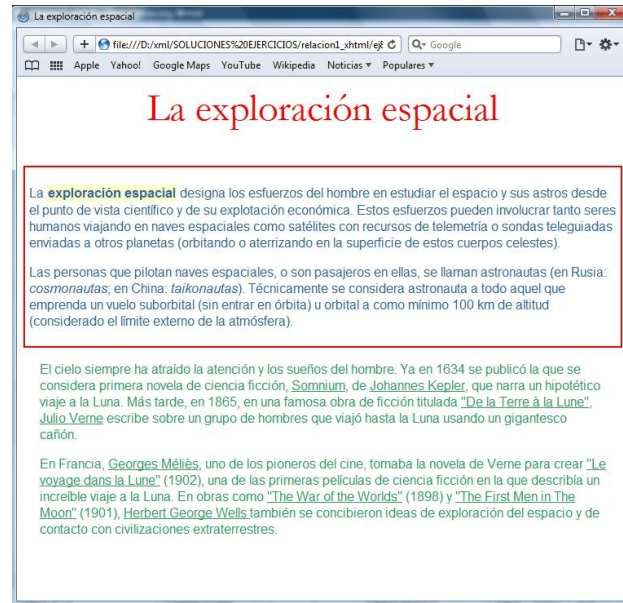 La exploración espacial
file:///D:/xml/SOLUCIONES%20EJERCICIOS/relacion1_xhtml/eje
Google
Apple Yahoo! Google Maps YouTube Wikipedia Noticias Populares
La exploración espacial
La exploración espacial designa los esfuerzos del hombre en estudiar el espacio y sus astros desde
el punto de vista científico y de su explotación económica. Estos esfuerzos pueden involucrar tanto seres
humanos viajando en naves espaciales como satélites con recursos de telemetría o sondas teleguiadas
enviadas a otros planetas (orbitando o aterrizando en la superficie de estos cuerpos celestes).
Las personas que pilotan naves espaciales, o son pasajeros en ellas, se llaman astronautas (en Rusia:
cosmonautas; en China: taikonautas). Técnicamente se considera astronauta a todo aquel que
emprenda un vuelo suborbital (sin entrar en órbita) u orbital a como mínimo 100 km de altitud
(considerado el límite externo de la atmósfera).
El cielo siempre ha atraído la atención y los sueños del hombre. Ya en 1634 se publicó la que se
considera primera novela de ciencia ficción, Somnium, de Johannes Kepler, que narra un hipotético
viaje a la Luna. Más tarde, en 1865, en una famosa obra de ficción titulada "De la Terre à la Lune",
Julio Verne escribe sobre un grupo de hombres que viajó hasta la Luna usando un gigantesco
cañón.
En Francia, Georges Méliès, uno de los pioneros del cine, tomaba la novela de Verne para crear "Le
voyage dans la Lune" (1902), una de las primeras películas de ciencia ficción en la que describía un
increíble viaje a la Luna. En obras como "The War of the Worlds" (1898) y "The First Men in The
Moon" (1901), Herbert George Wells también se concibieron ideas de exploración del espacio y de
contacto con civilizaciones extraterrestres.